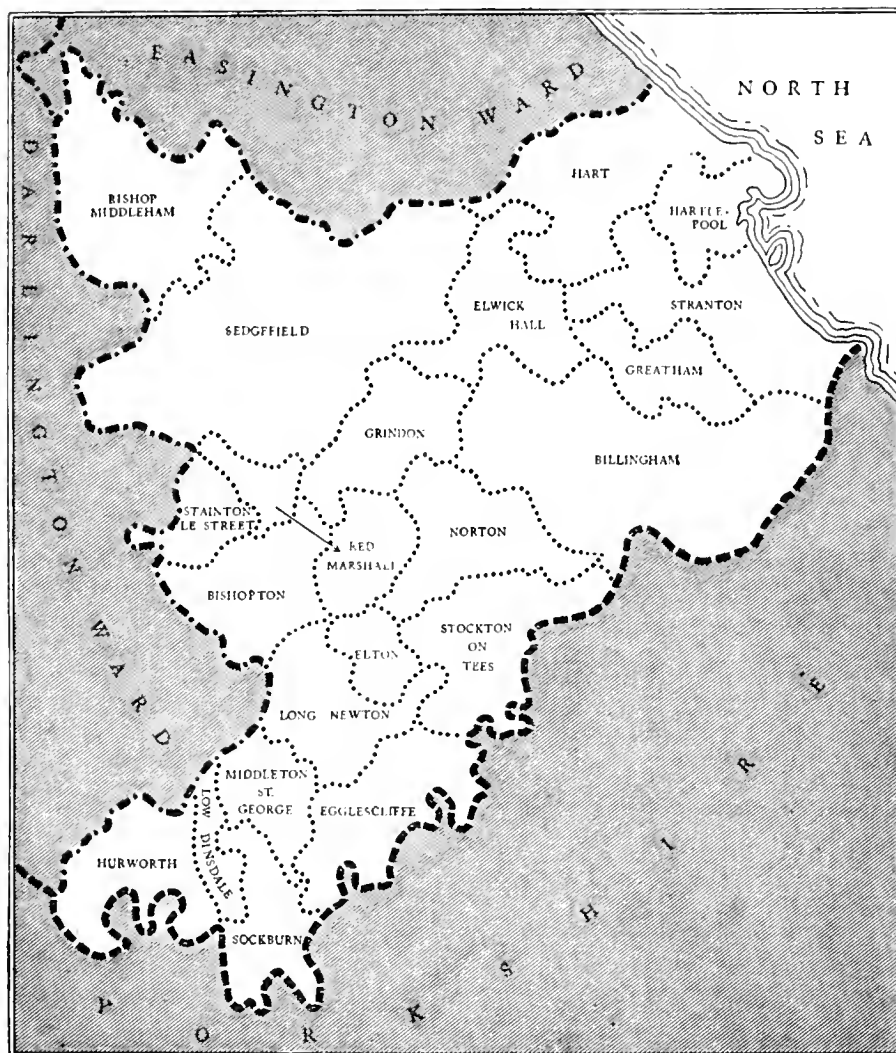 EASINGTON WARD
NORTH
SEA
DARLINGTON WARD
BISHOP
MIDDLEHAM
HART
HARTLE-
POOL
SEDGEFIELD
ELWICK
HALL
STRANTON
GREATHAM
GRINDON
BILLINGHAM
STAINTON
LE STREET
RED
MARSHALL
NORTON
BISHOPTON
STOCKTON
ON
TEES
ELTON
LONG NEWTON
MIDDLETON
ST.
GEORGE
EGGLESCLIFFE
LOW DINSDALE
HURWORTH
SOCKBURN
YORKSHIRE